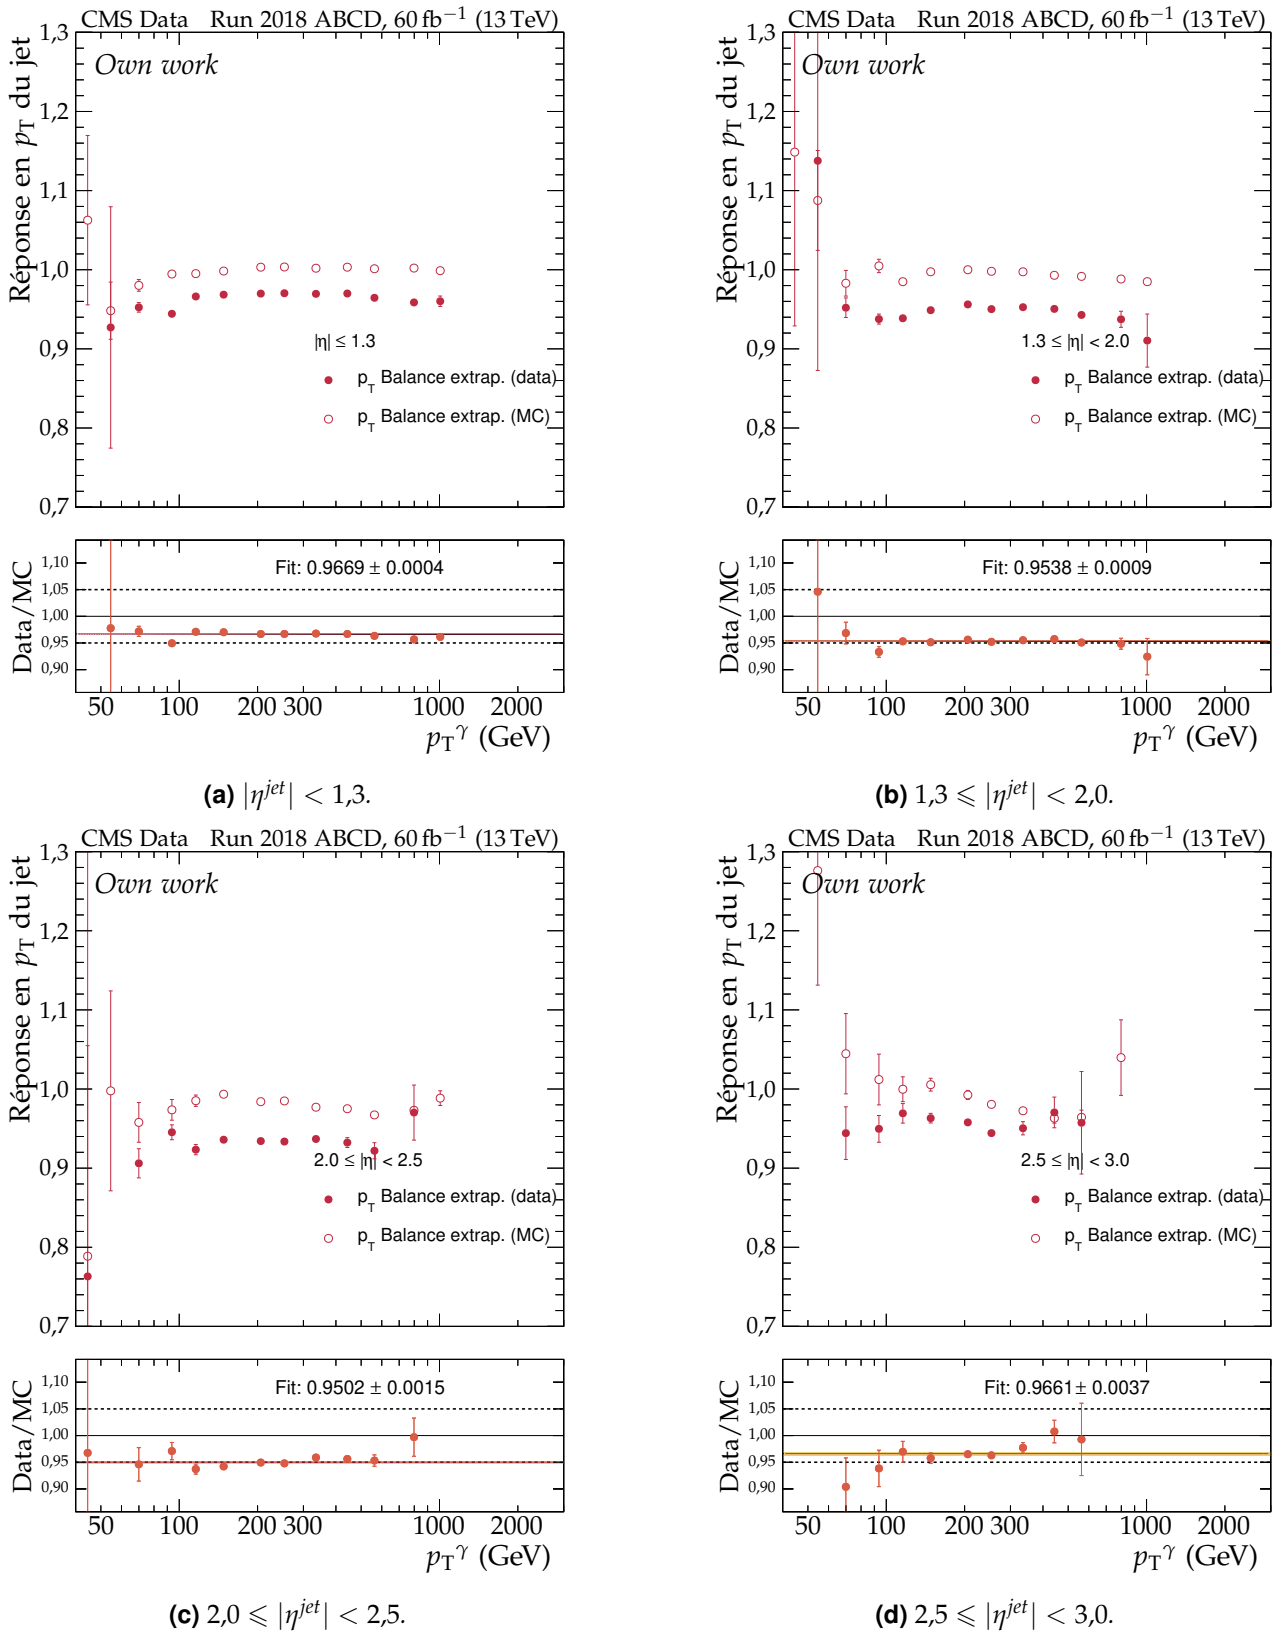 CMS Data Run 2018 ABCD, 60 fb⁻¹ (13 TeV)
Own work
Réponse en pT du jet
1,3
1,2
1,1
1,0
0,9
0,8
0,7
|η| ≤ 1.3
pT Balance extrap. (data)
pT Balance extrap. (MC)
Data/MC
1,10
1,05
1,00
0,95
0,90
Fit: 0.9669 ± 0.0004
50 100 200 300 1000 2000
pT^γ (GeV)
(a) |η^jet| < 1,3.
CMS Data Run 2018 ABCD, 60 fb⁻¹ (13 TeV)
Own work
Réponse en pT du jet
1,3
1,2
1,1
1,0
0,9
0,8
0,7
1.3 ≤ |η| < 2.0
pT Balance extrap. (data)
pT Balance extrap. (MC)
Data/MC
1,10
1,05
1,00
0,95
0,90
Fit: 0.9538 ± 0.0009
50 100 200 300 1000 2000
pT^γ (GeV)
(b) 1,3 ⩽ |η^jet| < 2,0.
CMS Data Run 2018 ABCD, 60 fb⁻¹ (13 TeV)
Own work
Réponse en pT du jet
1,3
1,2
1,1
1,0
0,9
0,8
0,7
2.0 ≤ |η| < 2.5
pT Balance extrap. (data)
pT Balance extrap. (MC)
Data/MC
1,10
1,05
1,00
0,95
0,90
Fit: 0.9502 ± 0.0015
50 100 200 300 1000 2000
pT^γ (GeV)
(c) 2,0 ⩽ |η^jet| < 2,5.
CMS Data Run 2018 ABCD, 60 fb⁻¹ (13 TeV)
Own work
Réponse en pT du jet
1,3
1,2
1,1
1,0
0,9
0,8
0,7
2.5 ≤ |η| < 3.0
pT Balance extrap. (data)
pT Balance extrap. (MC)
Data/MC
1,10
1,05
1,00
0,95
0,90
Fit: 0.9661 ± 0.0037
50 100 200 300 1000 2000
pT^γ (GeV)
(d) 2,5 ⩽ |η^jet| < 3,0.